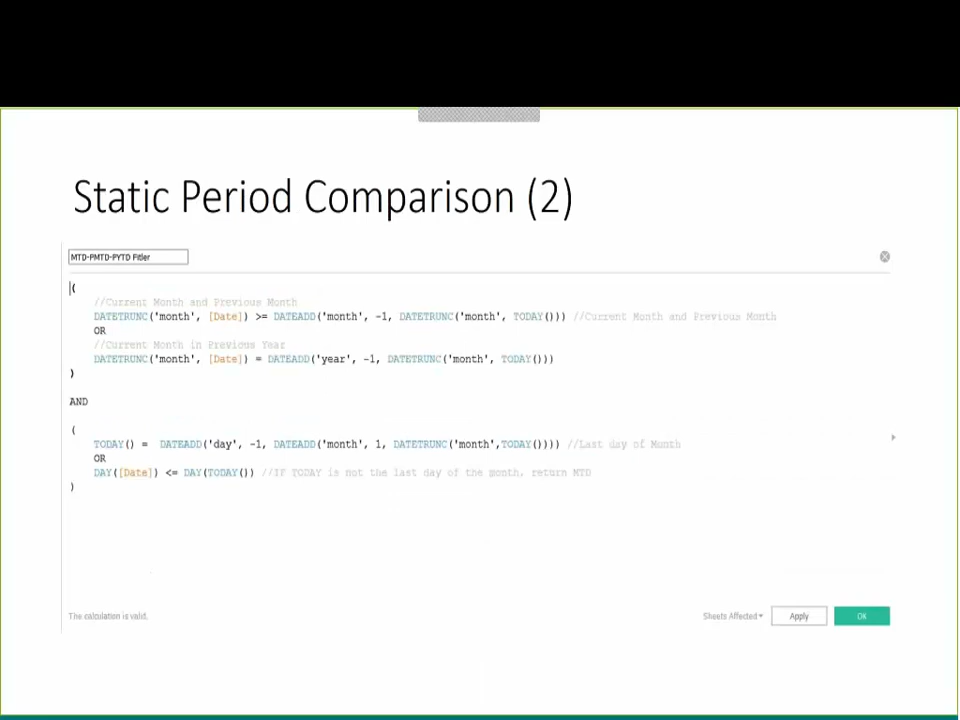 Static Period Comparison (2)
MTD-PMTD-PYTD Fitler
(
//Current Month and Previous Month
DATETRUNC('month', [Date]) >= DATEADD('month', -1, DATETRUNC('month', TODAY())) //Current Month and Previous Month
OR
//Current Month in Previous Year
DATETRUNC('month', [Date]) = DATEADD('year', -1, DATETRUNC('month', TODAY()))
)
AND
(
TODAY() = DATEADD('day', -1, DATEADD('month', 1, DATETRUNC('month',TODAY()))) //Last day of Month
OR
DAY([Date]) <= DAY(TODAY()) //IF TODAY is not the last day of the month, return MTD
)
The calculation is valid.
Sheets Affected
Apply
OK